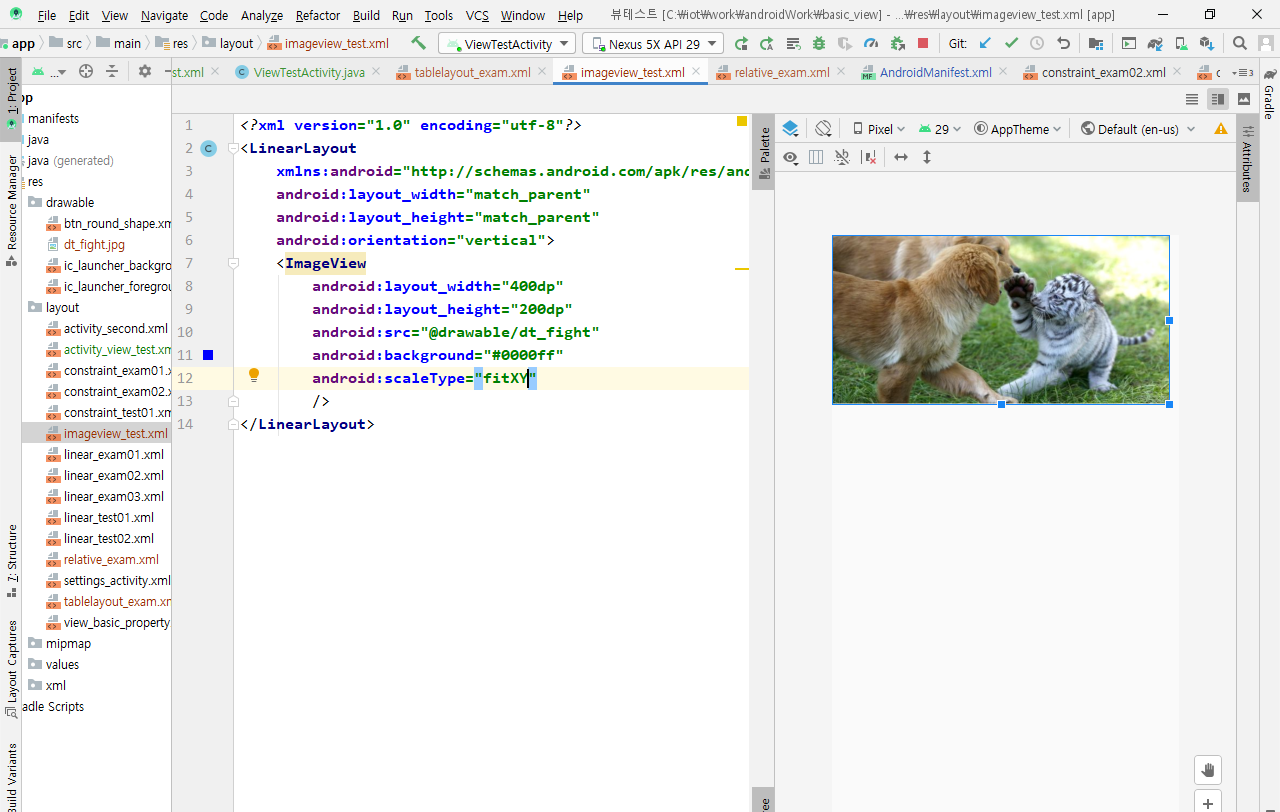 File Edit View Navigate Code Analyze Refactor Build Run Tools VCS Window Help 뷰테스트 [C:₩iot₩work₩androidWork₩basic_view] - ...₩res₩layout₩imageview_test.xml [app]
app src main res layout imageview_test.xml ViewTestActivity Nexus 5X API 29 Git:
... st.xml ViewTestActivity.java tablelayout_exam.xml imageview_test.xml relative_exam.xml AndroidManifest.xml constraint_exam02.xml c 3
1: Project
Resource Manager
7: Structure
Layout Captures
Build Variants
pp
manifests
java
java (generated)
res
drawable
btn_round_shape.xm
dt_fight.jpg
ic_launcher_backgro
ic_launcher_foregrou
layout
activity_second.xml
activity_view_test.xm
constraint_exam01.x
constraint_exam02.x
constraint_test01.xm
imageview_test.xml
linear_exam01.xml
linear_exam02.xml
linear_exam03.xml
linear_test01.xml
linear_test02.xml
relative_exam.xml
settings_activity.xml
tablelayout_exam.xm
view_basic_property
mipmap
values
xml
adle Scripts
1 <?xml version="1.0" encoding="utf-8"?>
2 C <LinearLayout
3 xmlns:android="http://schemas.android.com/apk/res/and
4 android:layout_width="match_parent"
5 android:layout_height="match_parent"
6 android:orientation="vertical">
7 <ImageView
8 android:layout_width="400dp"
9 android:layout_height="200dp"
10 android:src="@drawable/dt_fight"
11 android:background="#0000ff"
12 android:scaleType="fitXY"
13 />
14 </LinearLayout>
Palette
Pixel 29 AppTheme Default (en-us)
ee
Gradle
Attributes